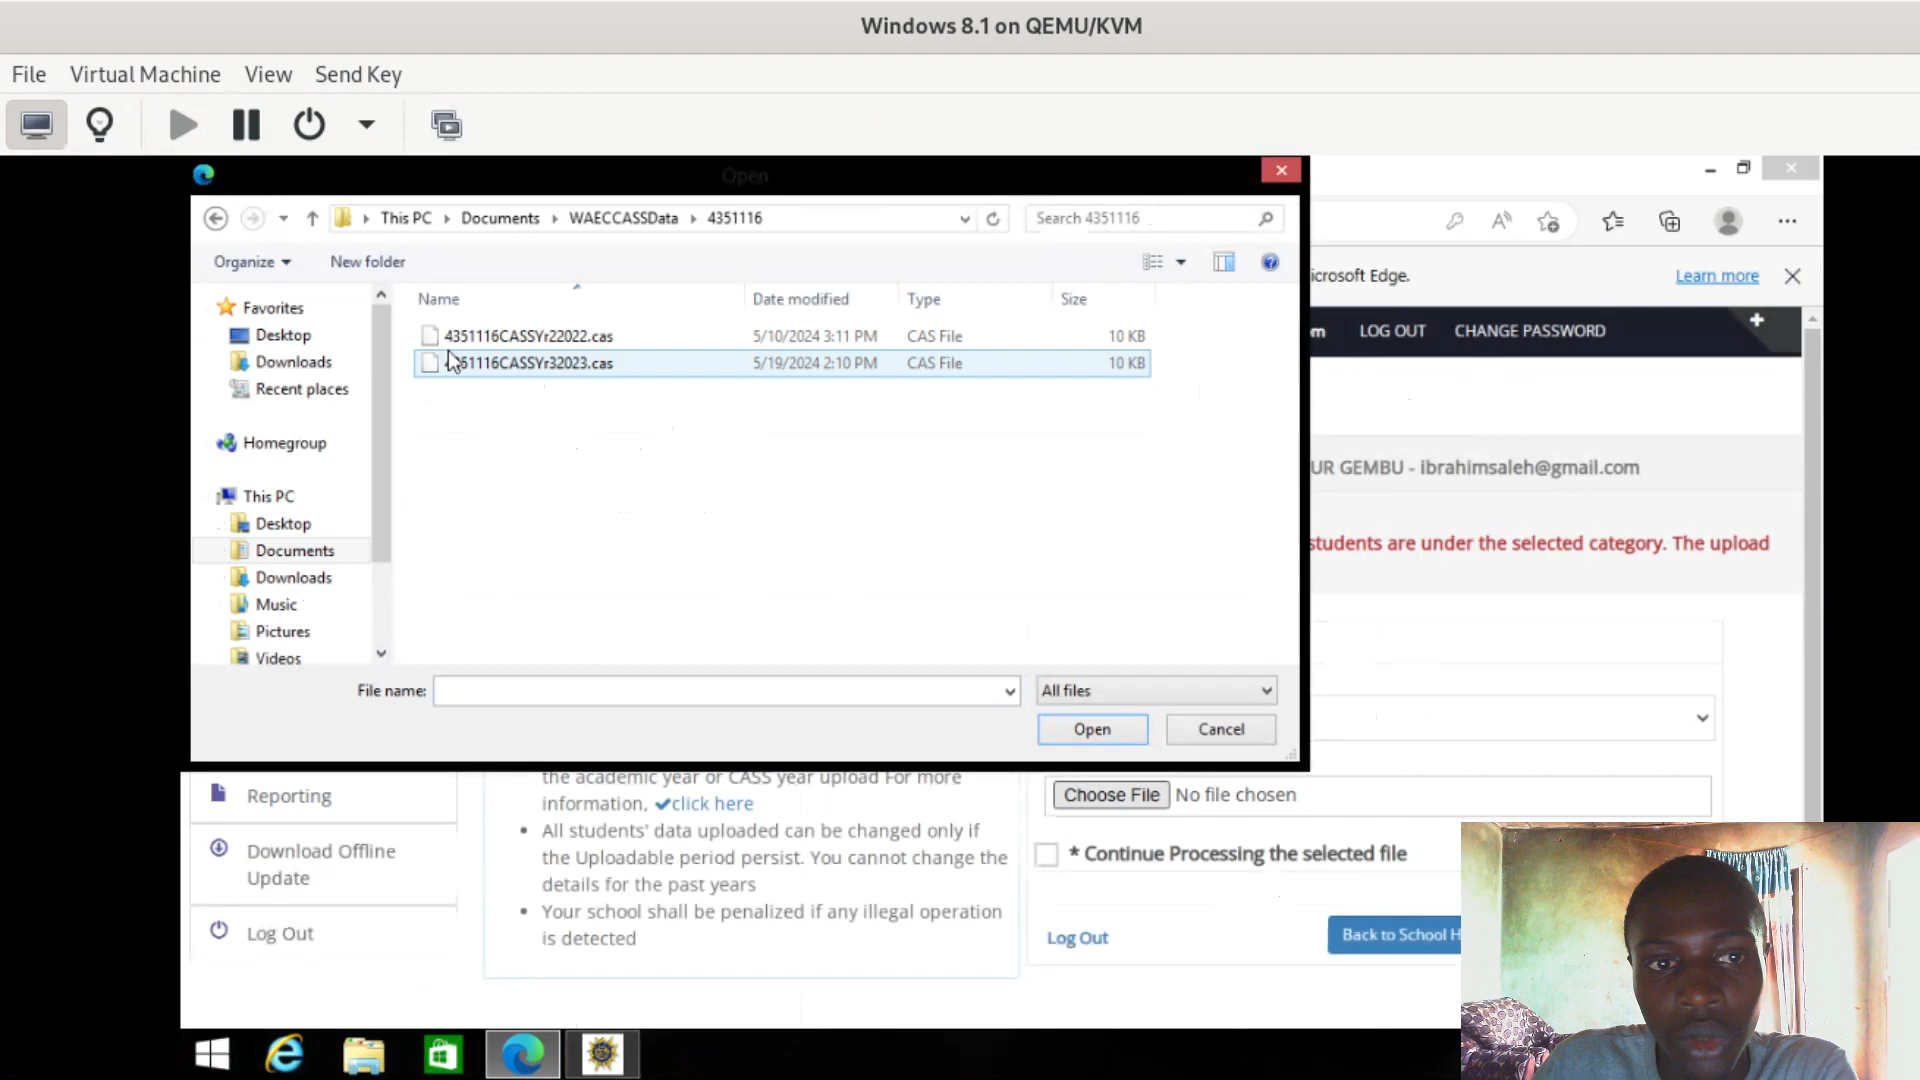 Windows 8.1 on QEMU/KVM
File Virtual Machine View Send Key
Open
This PC Documents WAECCASSData 4351116
Search 4351116
Organize New folder
Name Date modified Type Size
4351116CASSYr22022.cas 5/10/2024 3:11 PM CAS File 10 KB
4351116CASSYr32023.cas 5/19/2024 2:10 PM CAS File 10 KB
Favorites
Desktop
Downloads
Recent places
Homegroup
This PC
Desktop
Documents
Downloads
Music
Pictures
Videos
File name:
All files
Open Cancel
icrosoft Edge. Learn more
m LOG OUT CHANGE PASSWORD
UR GEMBU - ibrahimsaleh@gmail.com
students are under the selected category. The upload
Reporting
Download Offline
Update
Log Out
the academic year or CASS year upload For more
information, click here
All students' data uploaded can be changed only if
the Uploadable period persist. You cannot change the
details for the past years
Your school shall be penalized if any illegal operation
is detected
Choose File No file chosen
* Continue Processing the selected file
Log Out Back to School H